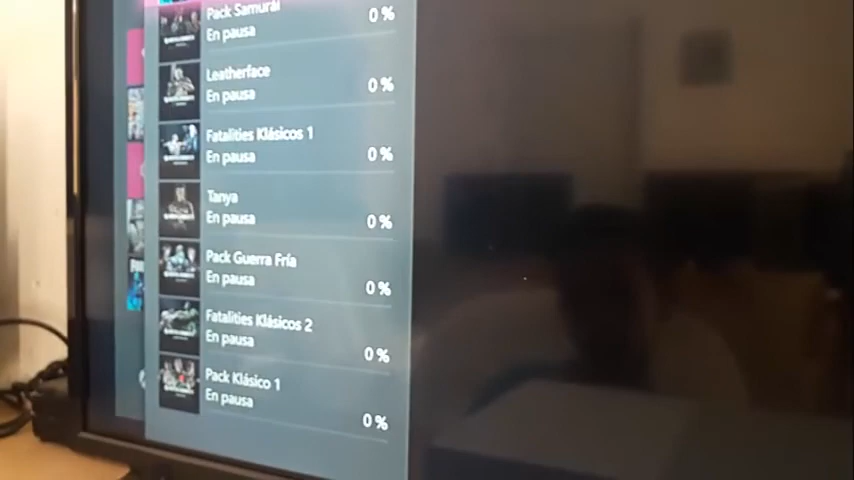 Pack Samurái
En pausa
0 %
Leatherface
En pausa
0 %
Fatalities Klásicos 1
En pausa
0 %
Tanya
En pausa
0 %
Pack Guerra Fría
En pausa
0 %
Fatalities Klásicos 2
En pausa
0 %
Pack Klásico 1
En pausa
0 %